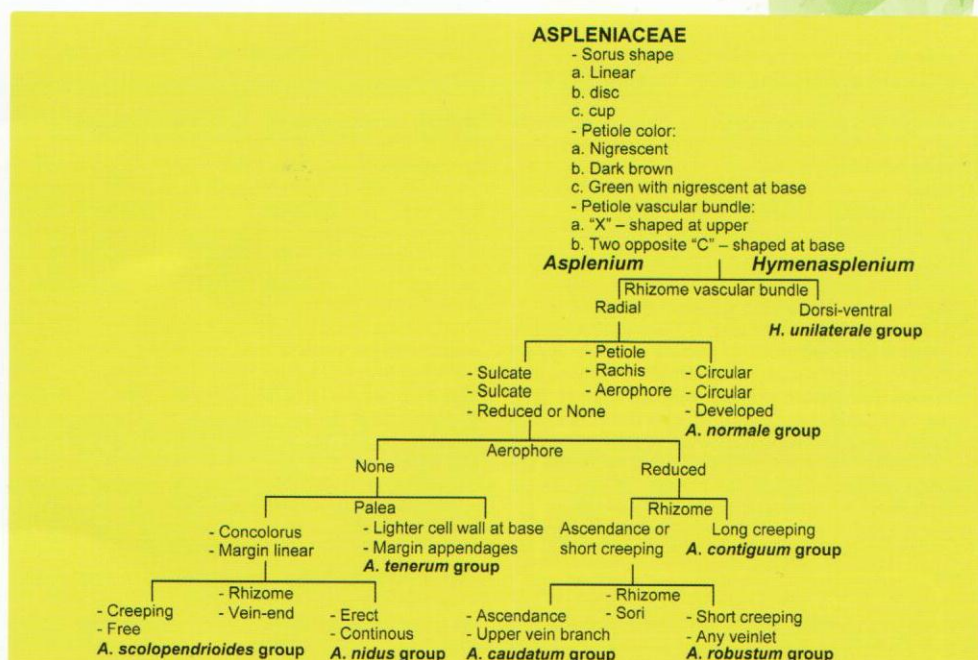 ASPLENIACEAE
- Sorus shape
a. Linear
b. disc
c. cup
- Petiole color:
a. Nigrescent
b. Dark brown
c. Green with nigrescent at base
- Petiole vascular bundle:
a. “X” – shaped at upper
b. Two opposite “C” – shaped at base
Asplenium Hymenasplenium
Rhizome vascular bundle
Radial Dorsi-ventral
H. unilaterale group
- Petiole
- Sulcate - Rachis - Circular
- Sulcate - Aerophore - Circular
- Reduced or None - Developed
A. normale group
Aerophore
None Reduced
Palea Rhizome
- Concolorus - Lighter cell wall at base Ascendance or Long creeping
- Margin linear - Margin appendages short creeping A. contiguum group
A. tenerum group
- Rhizome - Rhizome
- Creeping - Vein-end - Erect - Ascendance - Sori - Short creeping
- Free - Continous - Upper vein branch - Any veinlet
A. scolopendrioides group A. nidus group A. caudatum group A. robustum group